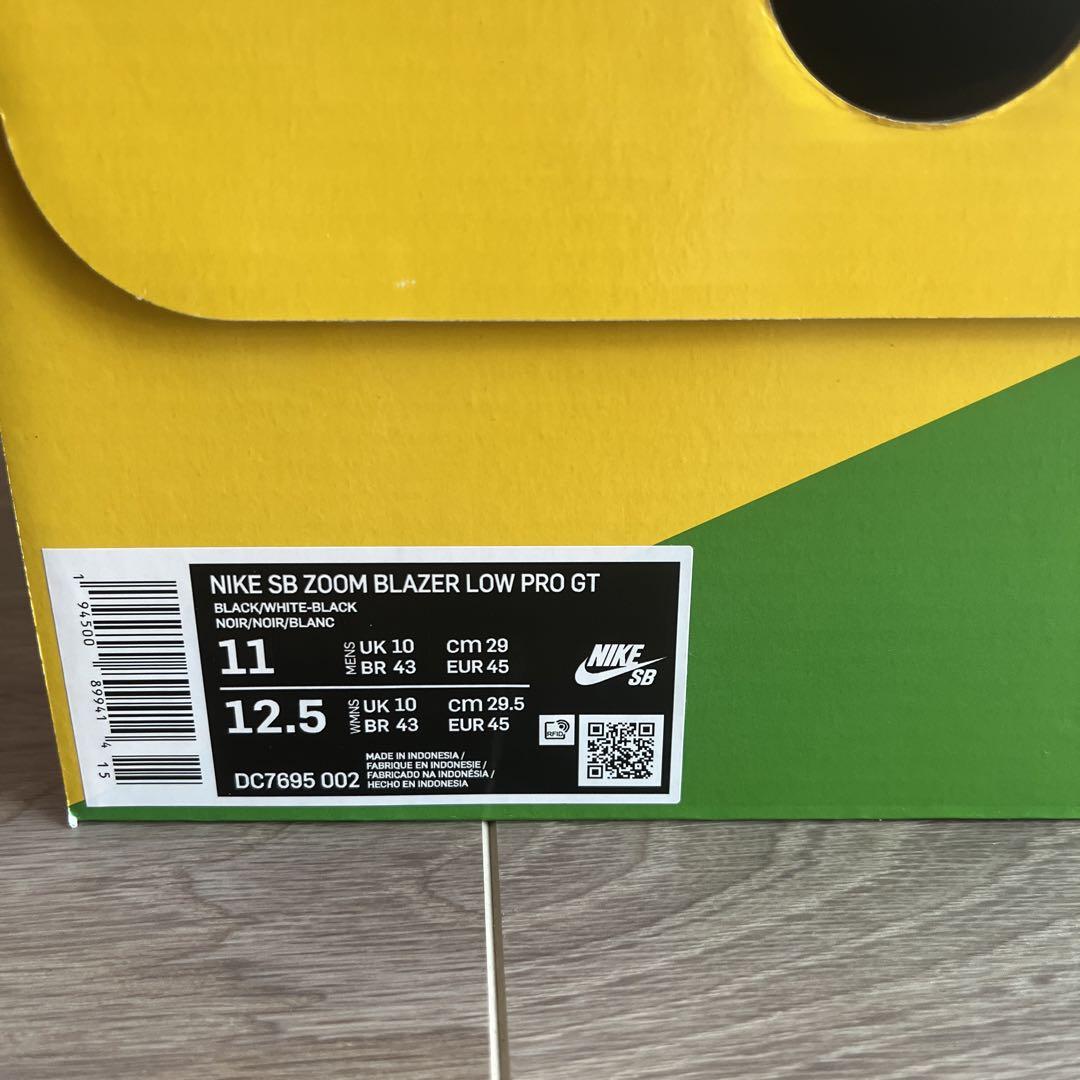 NIKE SB ZOOM BLAZER LOW PRO GT
BLACK/WHITE-BLACK
NOIR/NOIR/BLANC
11 MENS UK 10 cm 29
BR 43 EUR 45
12.5 WMNS UK 10 cm 29.5
BR 43 EUR 45
NIKE
SB
RFID
DC7695 002
MADE IN INDONESIA /
FABRIQUE EN INDONESIE /
FABRICADO NA INDONÉSIA /
HECHO EN INDONESIA
1 94500 89941 4 15